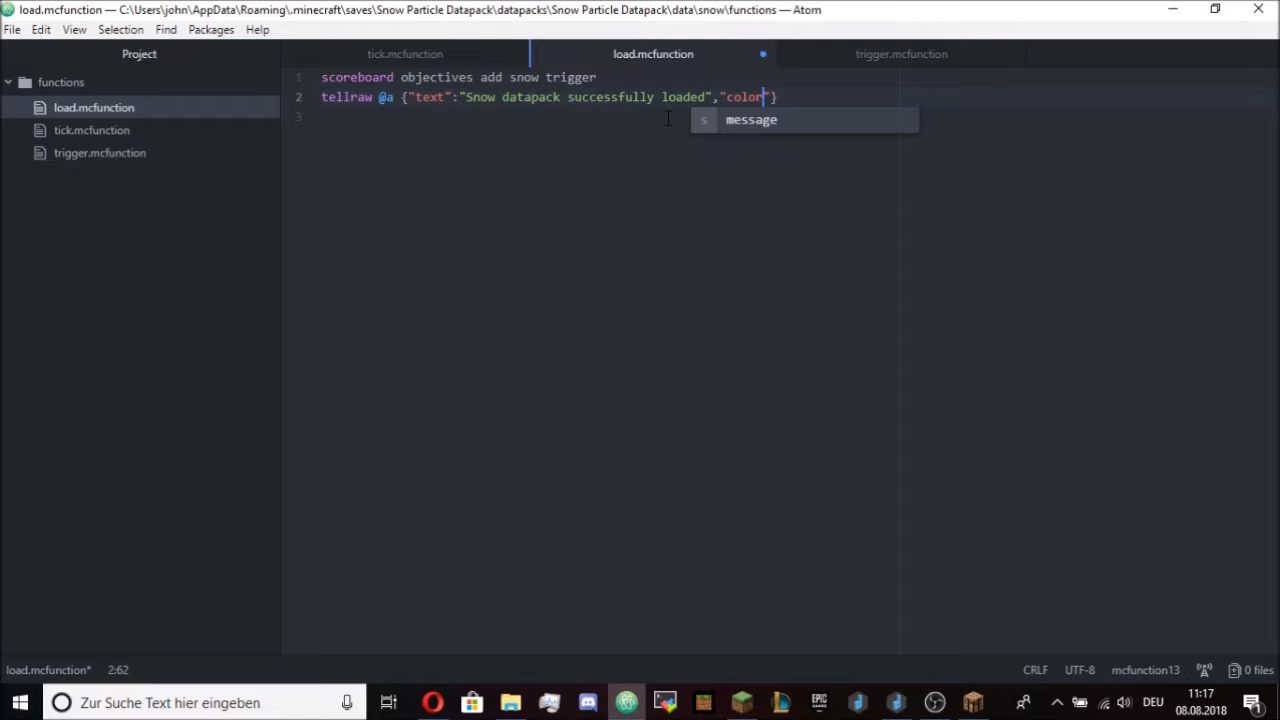 load.mcfunction — C:\Users\john\AppData\Roaming\.minecraft\saves\Snow Particle Datapack\datapacks\Snow Particle Datapack\data\snow\functions — Atom
File Edit View Selection Find Packages Help
Project tick.mcfunction load.mcfunction trigger.mcfunction
functions
load.mcfunction
tick.mcfunction
trigger.mcfunction
1 scoreboard objectives add snow trigger
2 tellraw @a {"text":"Snow datapack successfully loaded","color"}
3
s message
load.mcfunction* 2:62 CRLF UTF-8 mcfunction13 0 files
Zur Suche Text hier eingeben
EPIC GAMES
DEU
11:17
08.08.2018
1